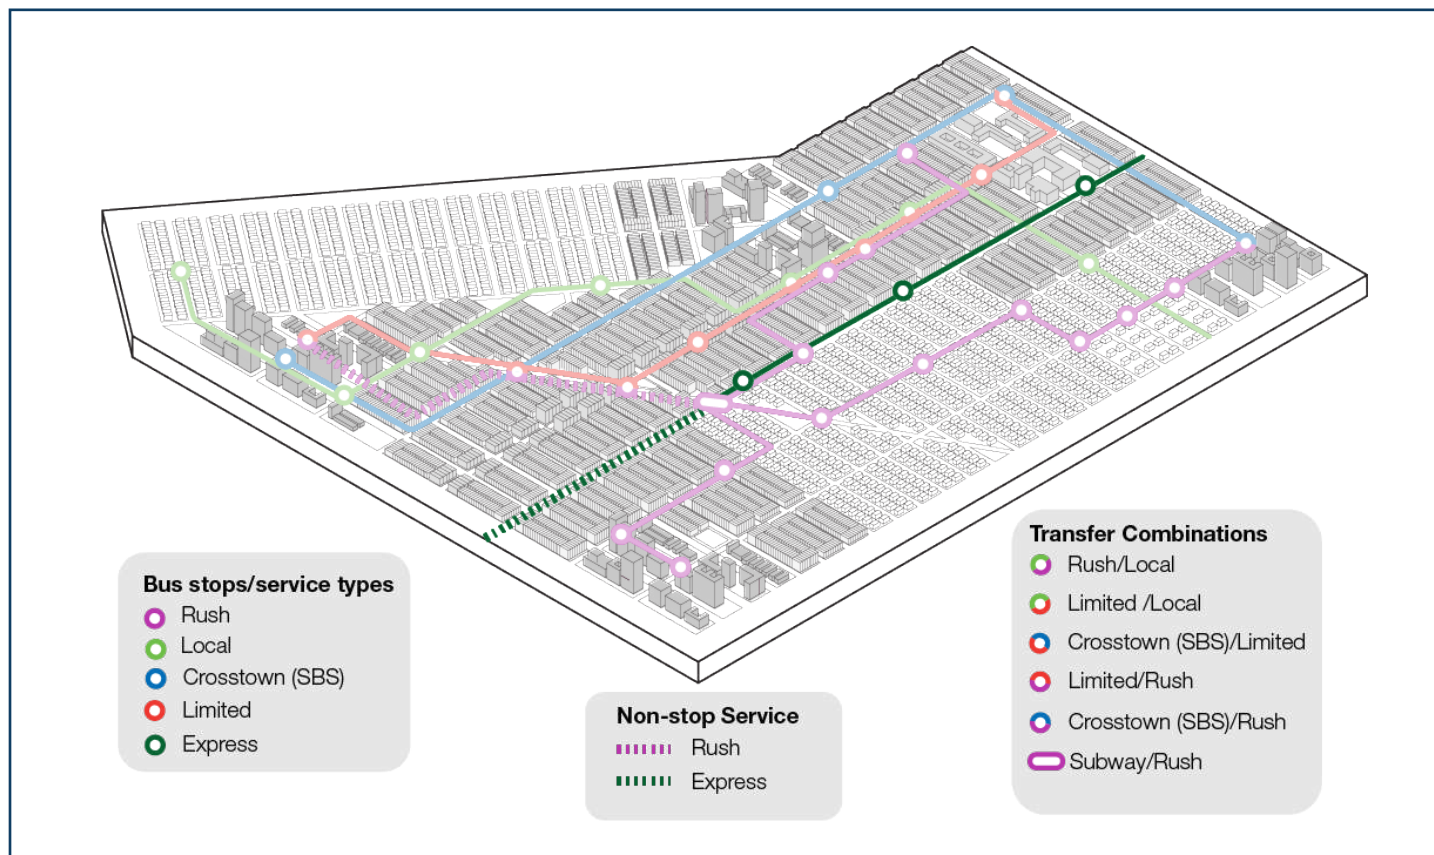 Bus stops/service types
Rush
Local
Crosstown (SBS)
Limited
Express
Non-stop Service
Rush
Express
Transfer Combinations
Rush/Local
Limited /Local
Crosstown (SBS)/Limited
Limited/Rush
Crosstown (SBS)/Rush
Subway/Rush